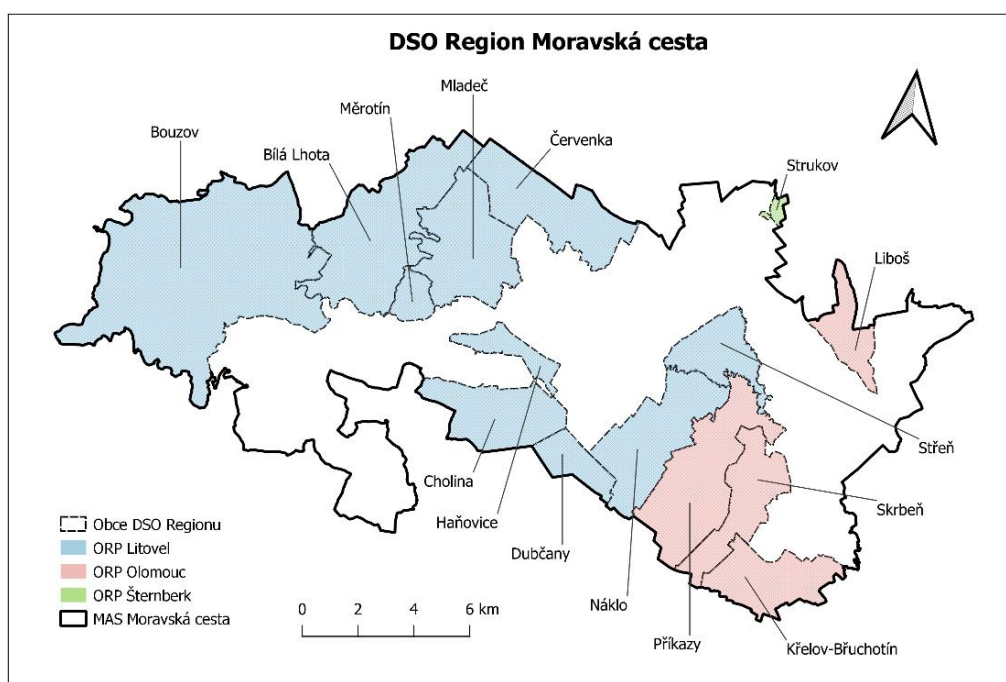 DSO Region Moravská cesta
Mladeč
Měrotín
Bouzov
Bílá Lhota
Červenka
Strukov
Liboš
Střeň
Cholina
Skrbeň
Haňovice
Dubčany
Náklo
Příkazy
Křelov-Břuchotín
Obce DSO Regionu
ORP Litovel
ORP Olomouc
ORP Šternberk
MAS Moravská cesta
0 2 4 6 km